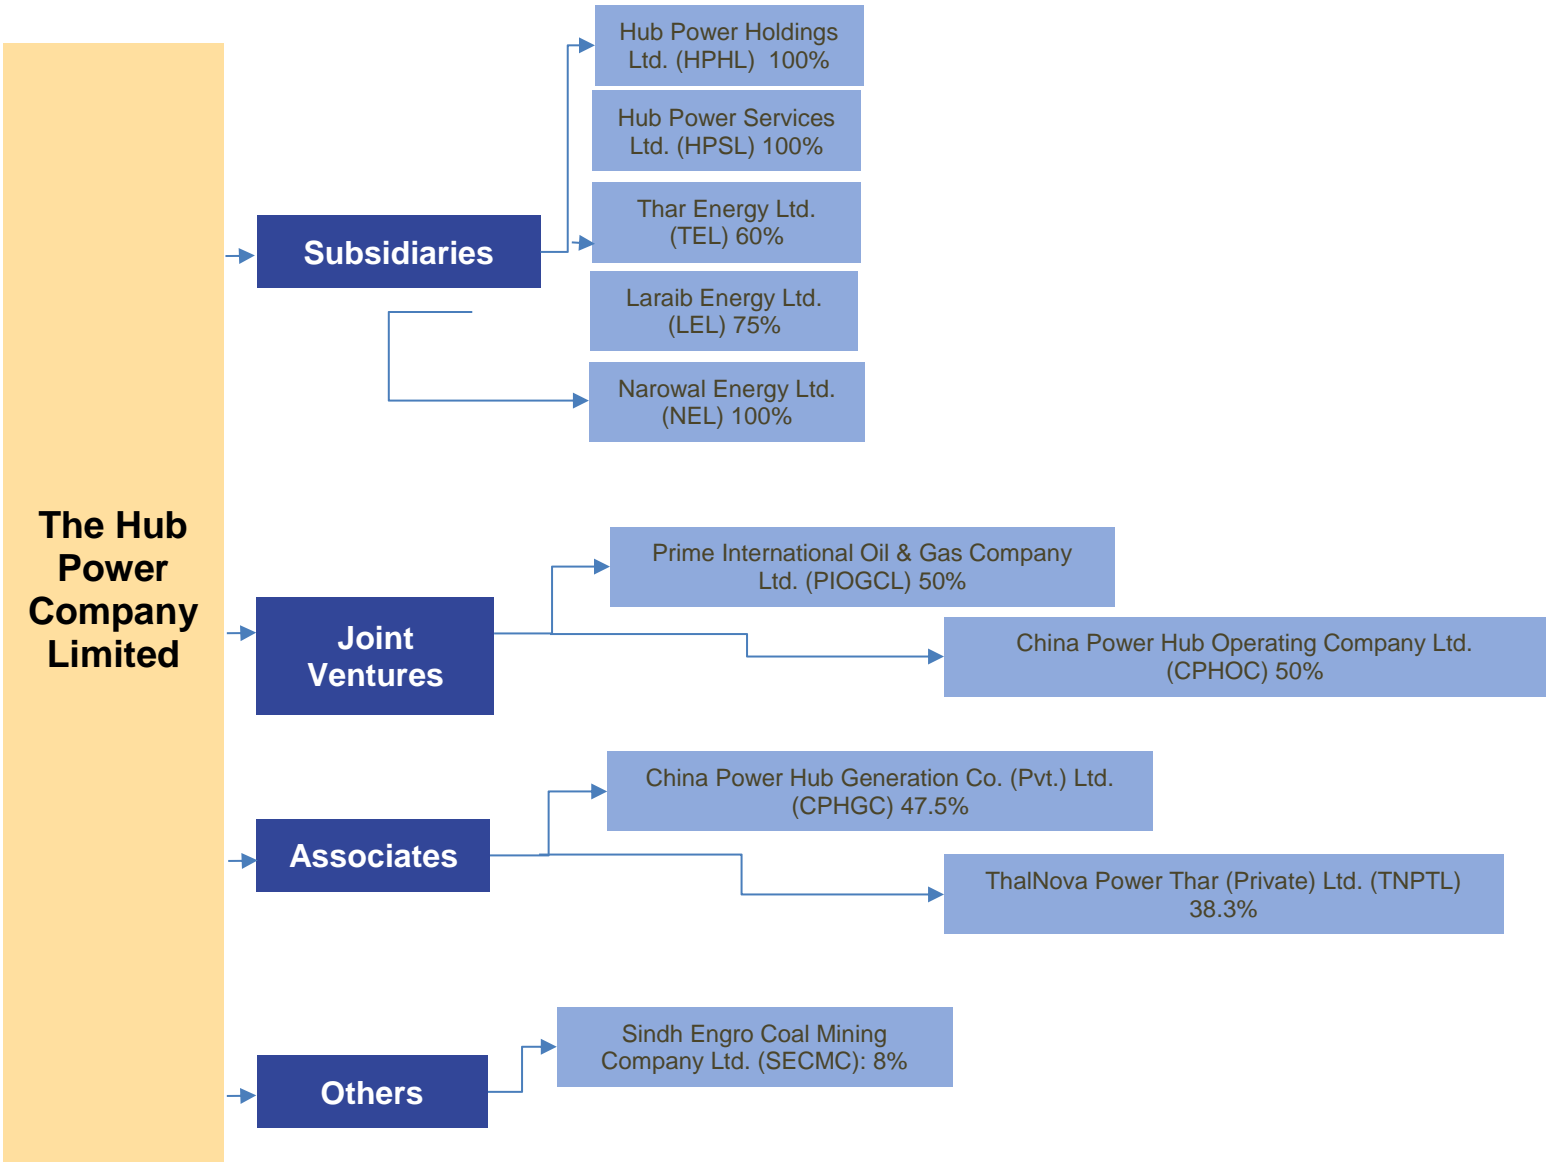 The Hub
Power
Company
Limited
Subsidiaries
Hub Power Holdings
Ltd. (HPHL)  100%
Hub Power Services
Ltd. (HPSL) 100%
Thar Energy Ltd.
(TEL) 60%
Laraib Energy Ltd.
(LEL) 75%
Narowal Energy Ltd.
(NEL) 100%
Joint
Ventures
Prime International Oil & Gas Company
Ltd. (PIOGCL) 50%
China Power Hub Operating Company Ltd.
(CPHOC) 50%
Associates
China Power Hub Generation Co. (Pvt.) Ltd.
(CPHGC) 47.5%
ThalNova Power Thar (Private) Ltd. (TNPTL)
38.3%
Others
Sindh Engro Coal Mining
Company Ltd. (SECMC): 8%